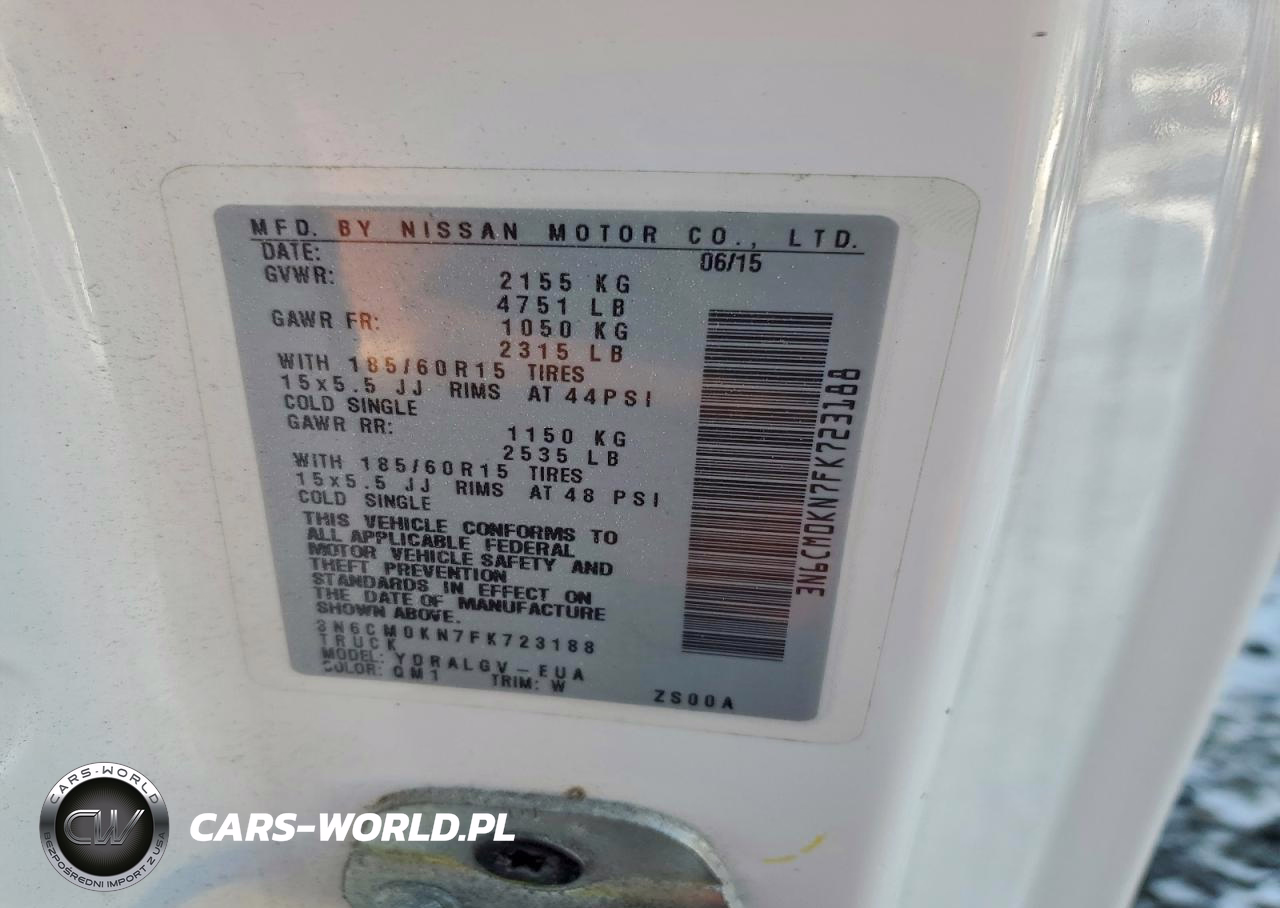 MFD. BY NISSAN MOTOR CO., LTD.
DATE: 06/15
GVWR: 2155 KG
4751 LB
GAWR FR: 1050 KG
2315 LB
WITH 185/60R15 TIRES
15x5.5 JJ RIMS AT 44PSI
COLD SINGLE
GAWR RR: 1150 KG
2535 LB
WITH 185/60R15 TIRES
15x5.5 JJ RIMS AT 48 PSI
COLD SINGLE
THIS VEHICLE CONFORMS TO
ALL APPLICABLE FEDERAL
MOTOR VEHICLE SAFETY AND
THEFT PREVENTION
STANDARDS IN EFFECT ON
THE DATE OF MANUFACTURE
SHOWN ABOVE.
3N6CM0KN7FK723188
TRUCK
MODEL: YDRALGV-EUA
COLOR: QM1 TRIM: W ZS00A
3N6CM0KN7FK723188
CARS-WORLD
CW
BEZPOŚREDNI IMPORT Z USA
CARS-WORLD.PL